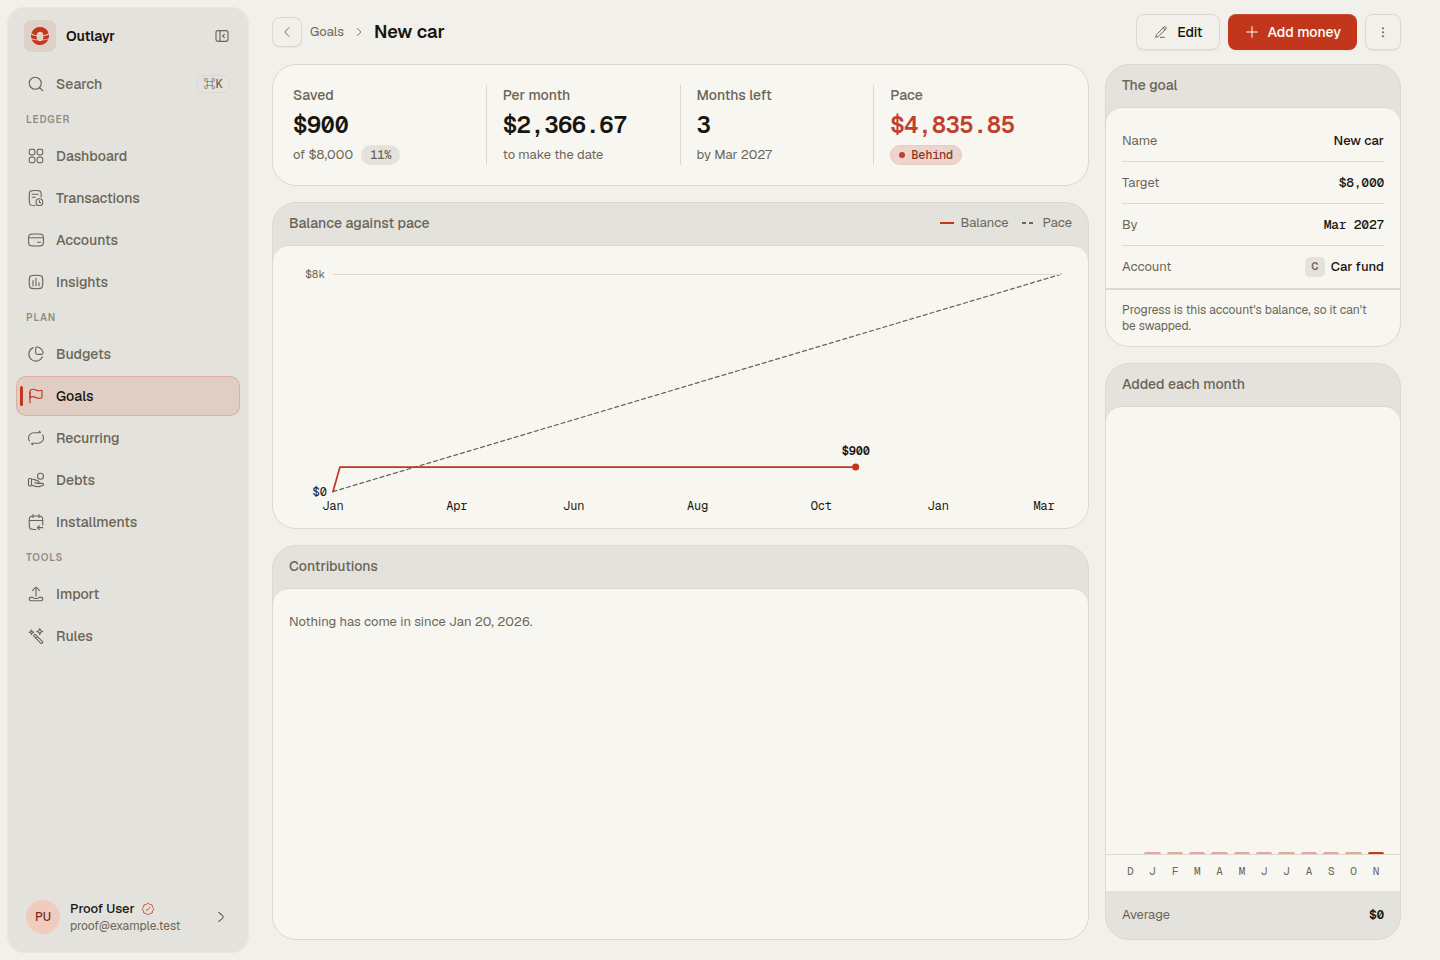 Outlayr
Search
⌘K
LEDGER
Dashboard
Transactions
Accounts
Insights
PLAN
Budgets
Goals
Recurring
Debts
Installments
TOOLS
Import
Rules
PU
Proof User
proof@example.test
Goals
New car
Edit
Add money
Saved
$900
of $8,000 11%
Per month
$2,366.67
to make the date
Months left
3
by Mar 2027
Pace
$4,835.85
Behind
Balance against pace
Balance
Pace
$8k
$900
$0
Jan Apr Jun Aug Oct Jan Mar
Contributions
Nothing has come in since Jan 20, 2026.
The goal
Name New car
Target $8,000
By Mar 2027
Account C Car fund
Progress is this account's balance, so it can't
be swapped.
Added each month
D J F M A M J J A S O N
Average $0